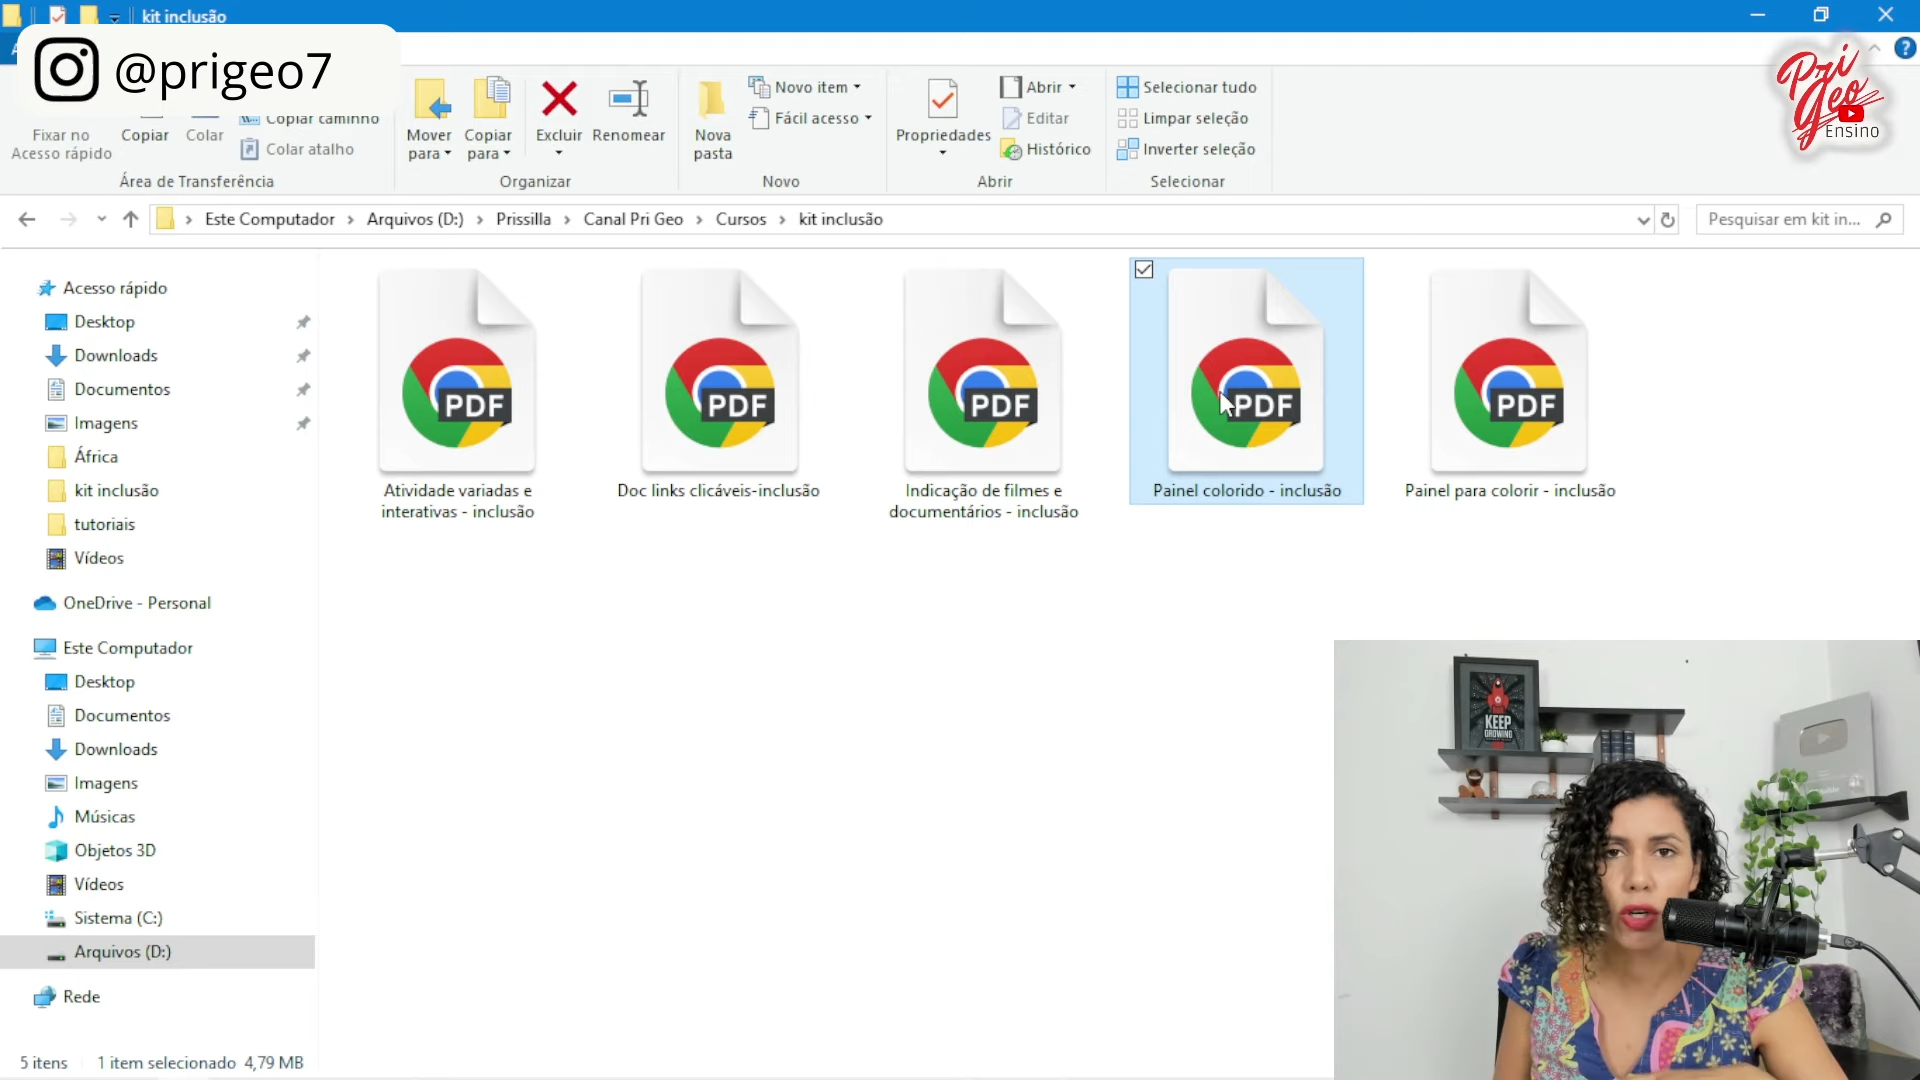 kit inclusão
@prigeo7
Pri
Geo
Ensino
Fixar no
Acesso rápido
Copiar
Colar
Copiar caminho
Colar atalho
Área de Transferência
Mover
para
Copiar
para
Excluir
Renomear
Organizar
Nova
pasta
Novo item
Fácil acesso
Novo
Propriedades
Abrir
Editar
Histórico
Abrir
Selecionar tudo
Limpar seleção
Inverter seleção
Selecionar
Este Computador > Arquivos (D:) > Prissilla > Canal Pri Geo > Cursos > kit inclusão
Pesquisar em kit in...
Acesso rápido
Desktop
Downloads
Documentos
Imagens
África
kit inclusão
tutoriais
Vídeos
OneDrive - Personal
Este Computador
Desktop
Documentos
Downloads
Imagens
Músicas
Objetos 3D
Vídeos
Sistema (C:)
Arquivos (D:)
Rede
PDF
PDF
PDF
PDF
PDF
Atividade variadas e
interativas - inclusão
Doc links clicáveis-inclusão
Indicação de filmes e
documentários - inclusão
Painel colorido - inclusão
Painel para colorir - inclusão
KEEP
GROWING
5 itens
1 item selecionado 4,79 MB